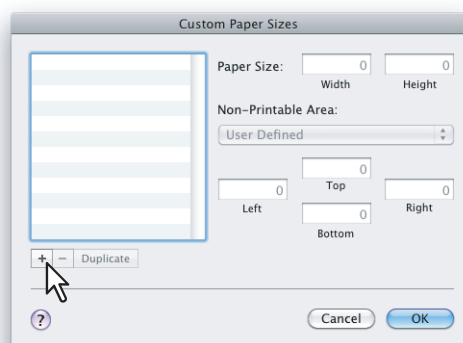 Custom Paper Sizes
Paper Size: 0 0
Width Height
Non-Printable Area:
User Defined
0
Top
0 0
Left Right
0
Bottom
+ − Duplicate
? Cancel OK